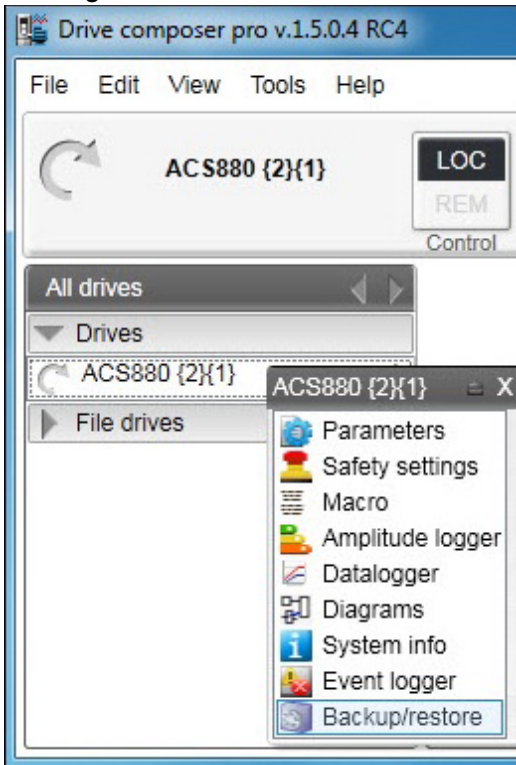 Drive composer pro v.1.5.0.4 RC4
File Edit View Tools Help
ACS880 {2}{1}
LOC
REM
Control
All drives
Drives
ACS880 {2}{1}
ACS880 {2}{1} X
File drives
Parameters
Safety settings
Macro
Amplitude logger
Datalogger
Diagrams
System info
Event logger
Backup/restore